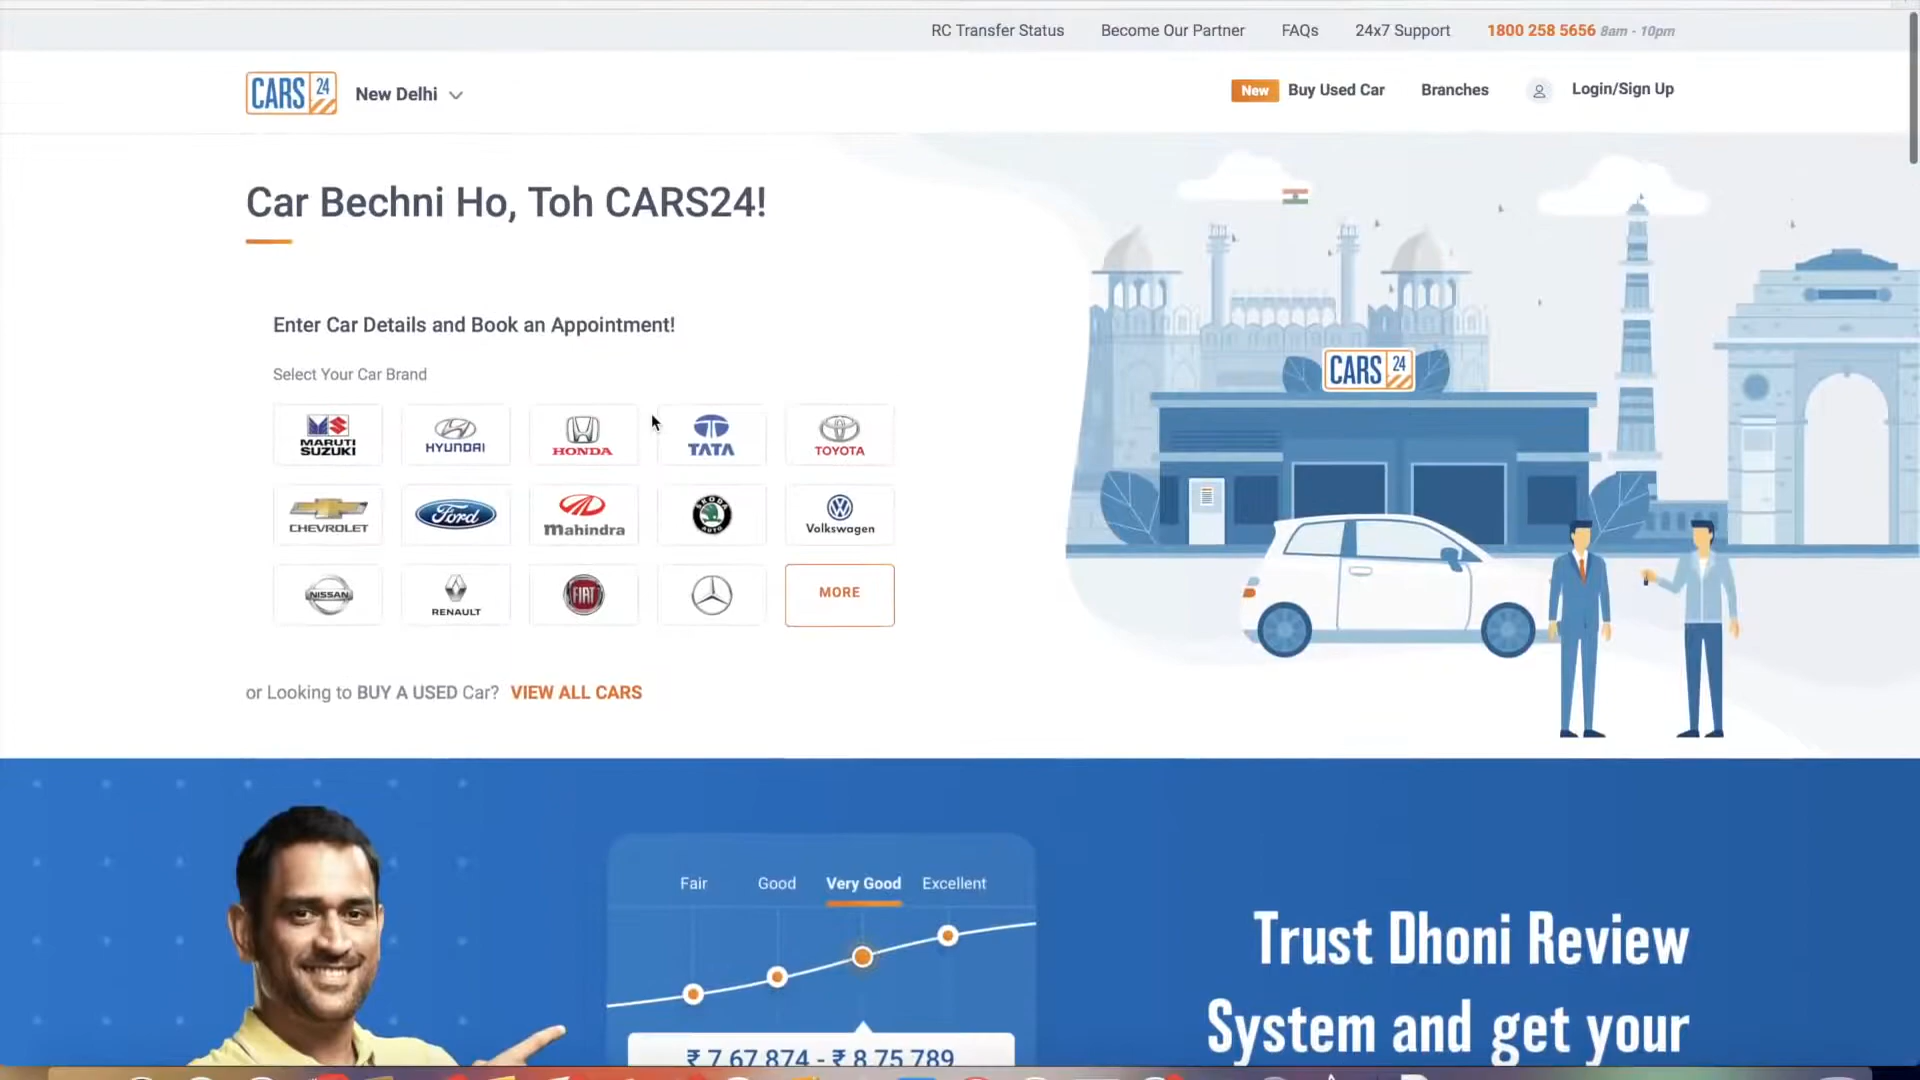 RC Transfer Status Become Our Partner FAQs 24x7 Support 1800 258 5656 8am - 10pm
CARS 24 New Delhi New Buy Used Car Branches Login/Sign Up
Car Bechni Ho, Toh CARS24!
Enter Car Details and Book an Appointment!
Select Your Car Brand
CARS 24
MARUTI SUZUKI HYUNDAI HONDA TATA TOYOTA
CHEVROLET Ford Mahindra SKODA AUTO Volkswagen
NISSAN RENAULT FIAT MORE
or Looking to BUY A USED Car? VIEW ALL CARS
Fair Good Very Good Excellent
Trust Dhoni Review
System and get your
₹ 7,67,874 - ₹ 8,75,789